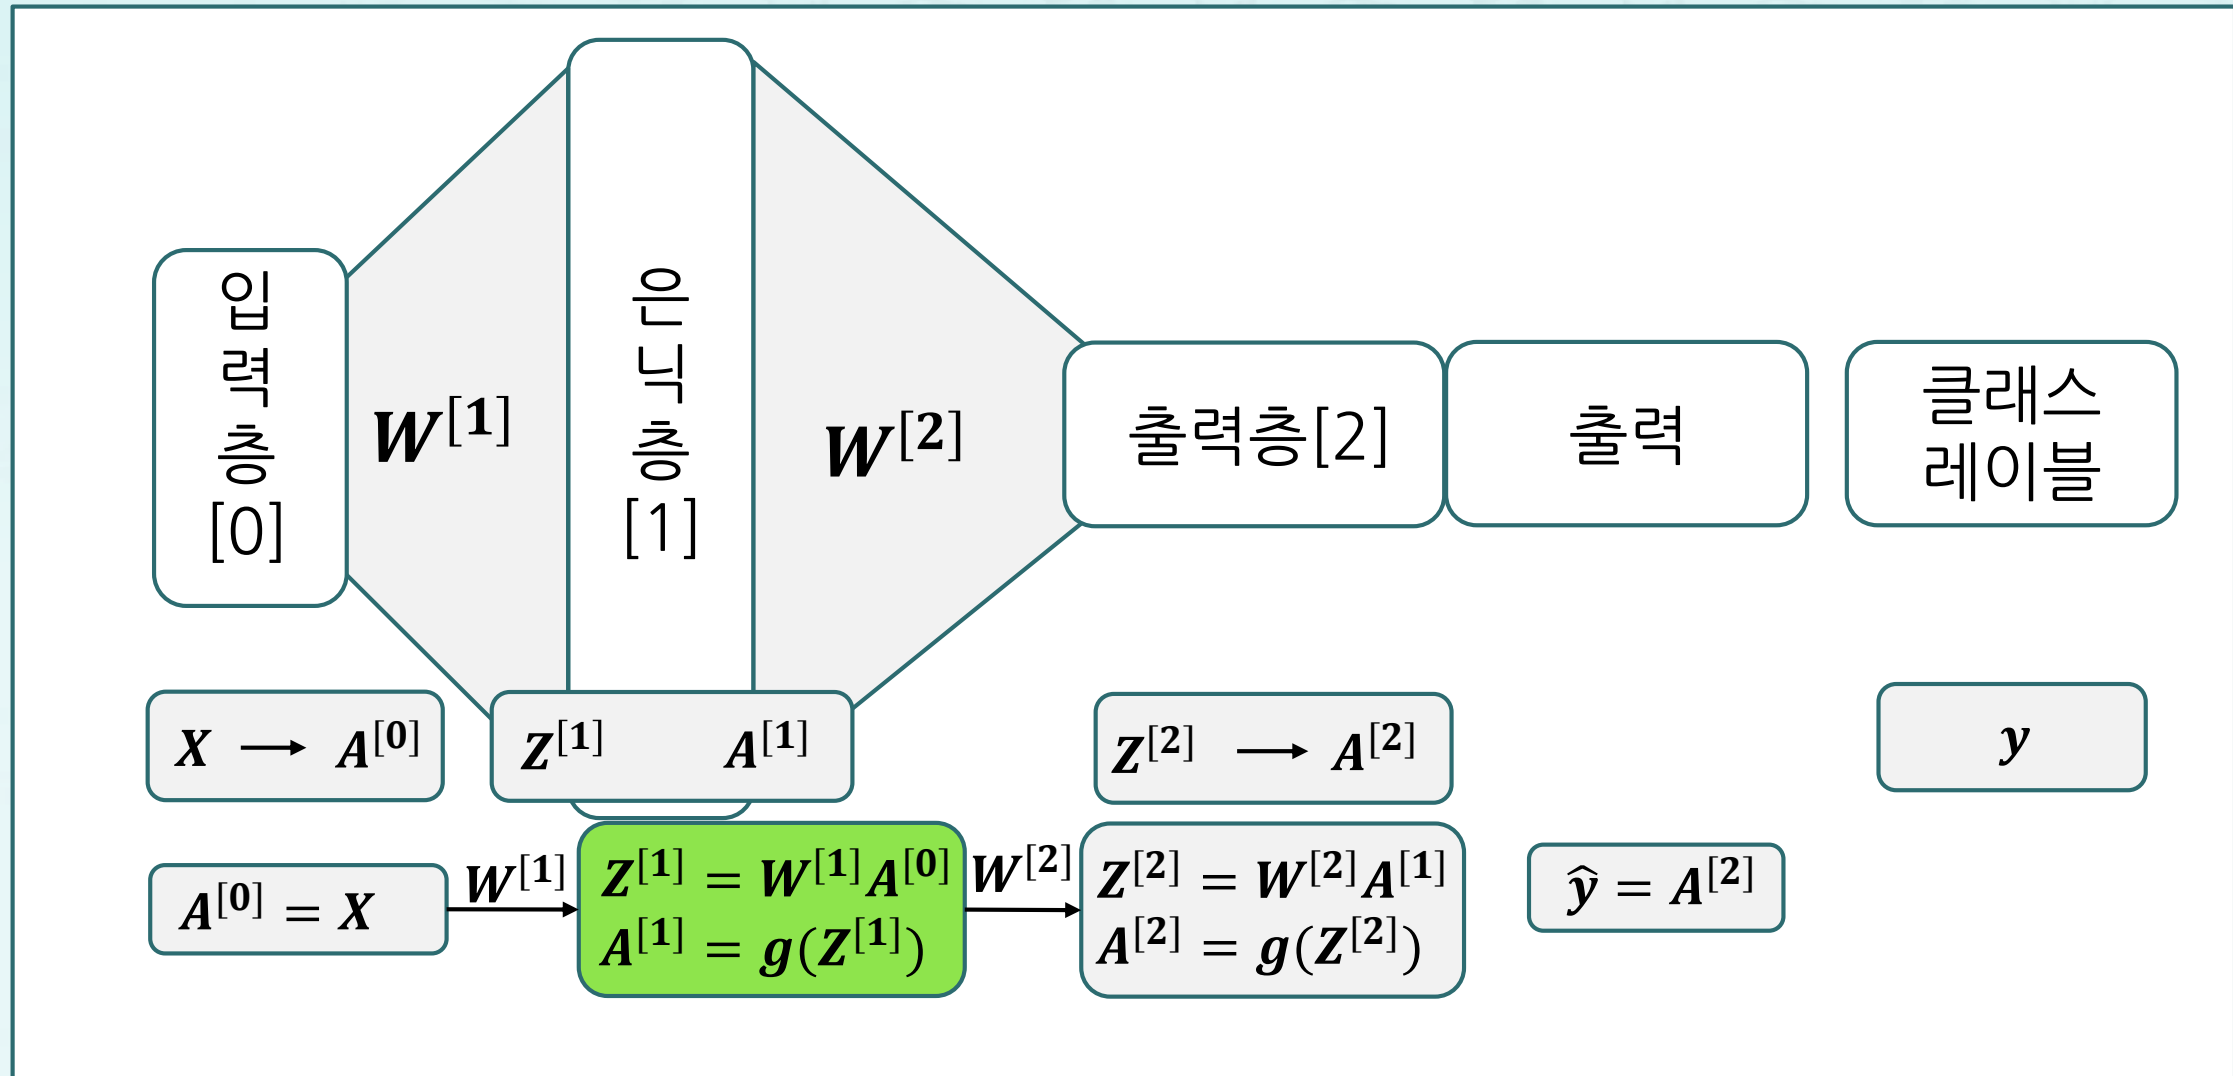 입
력
층
[0]
W^[1]
은
닉
층
[1]
W^[2]
출력층[2]
출력
클래스
레이블
X → A^[0]
Z^[1] A^[1]
Z^[2] → A^[2]
y
A^[0] = X
W^[1]
Z^[1] = W^[1]A^[0]
A^[1] = g(Z^[1])
W^[2]
Z^[2] = W^[2]A^[1]
A^[2] = g(Z^[2])
ŷ = A^[2]